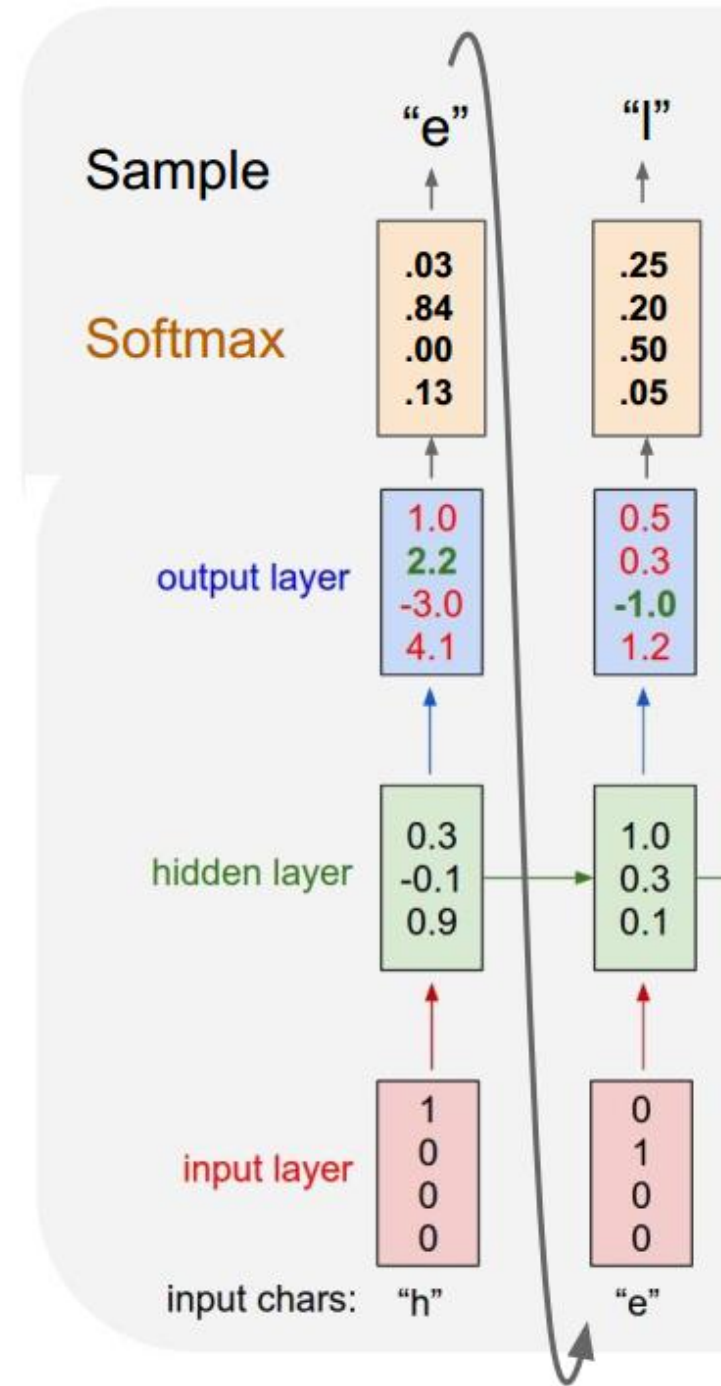 “e” “l”
Sample
.03 .25
.84 .20
.00 .50
.13 .05
Softmax
1.0 0.5
2.2 0.3
-3.0 -1.0
4.1 1.2
output layer
0.3 1.0
-0.1 0.3
0.9 0.1
hidden layer
1 0
0 1
0 0
0 0
input layer
input chars: “h” “e”